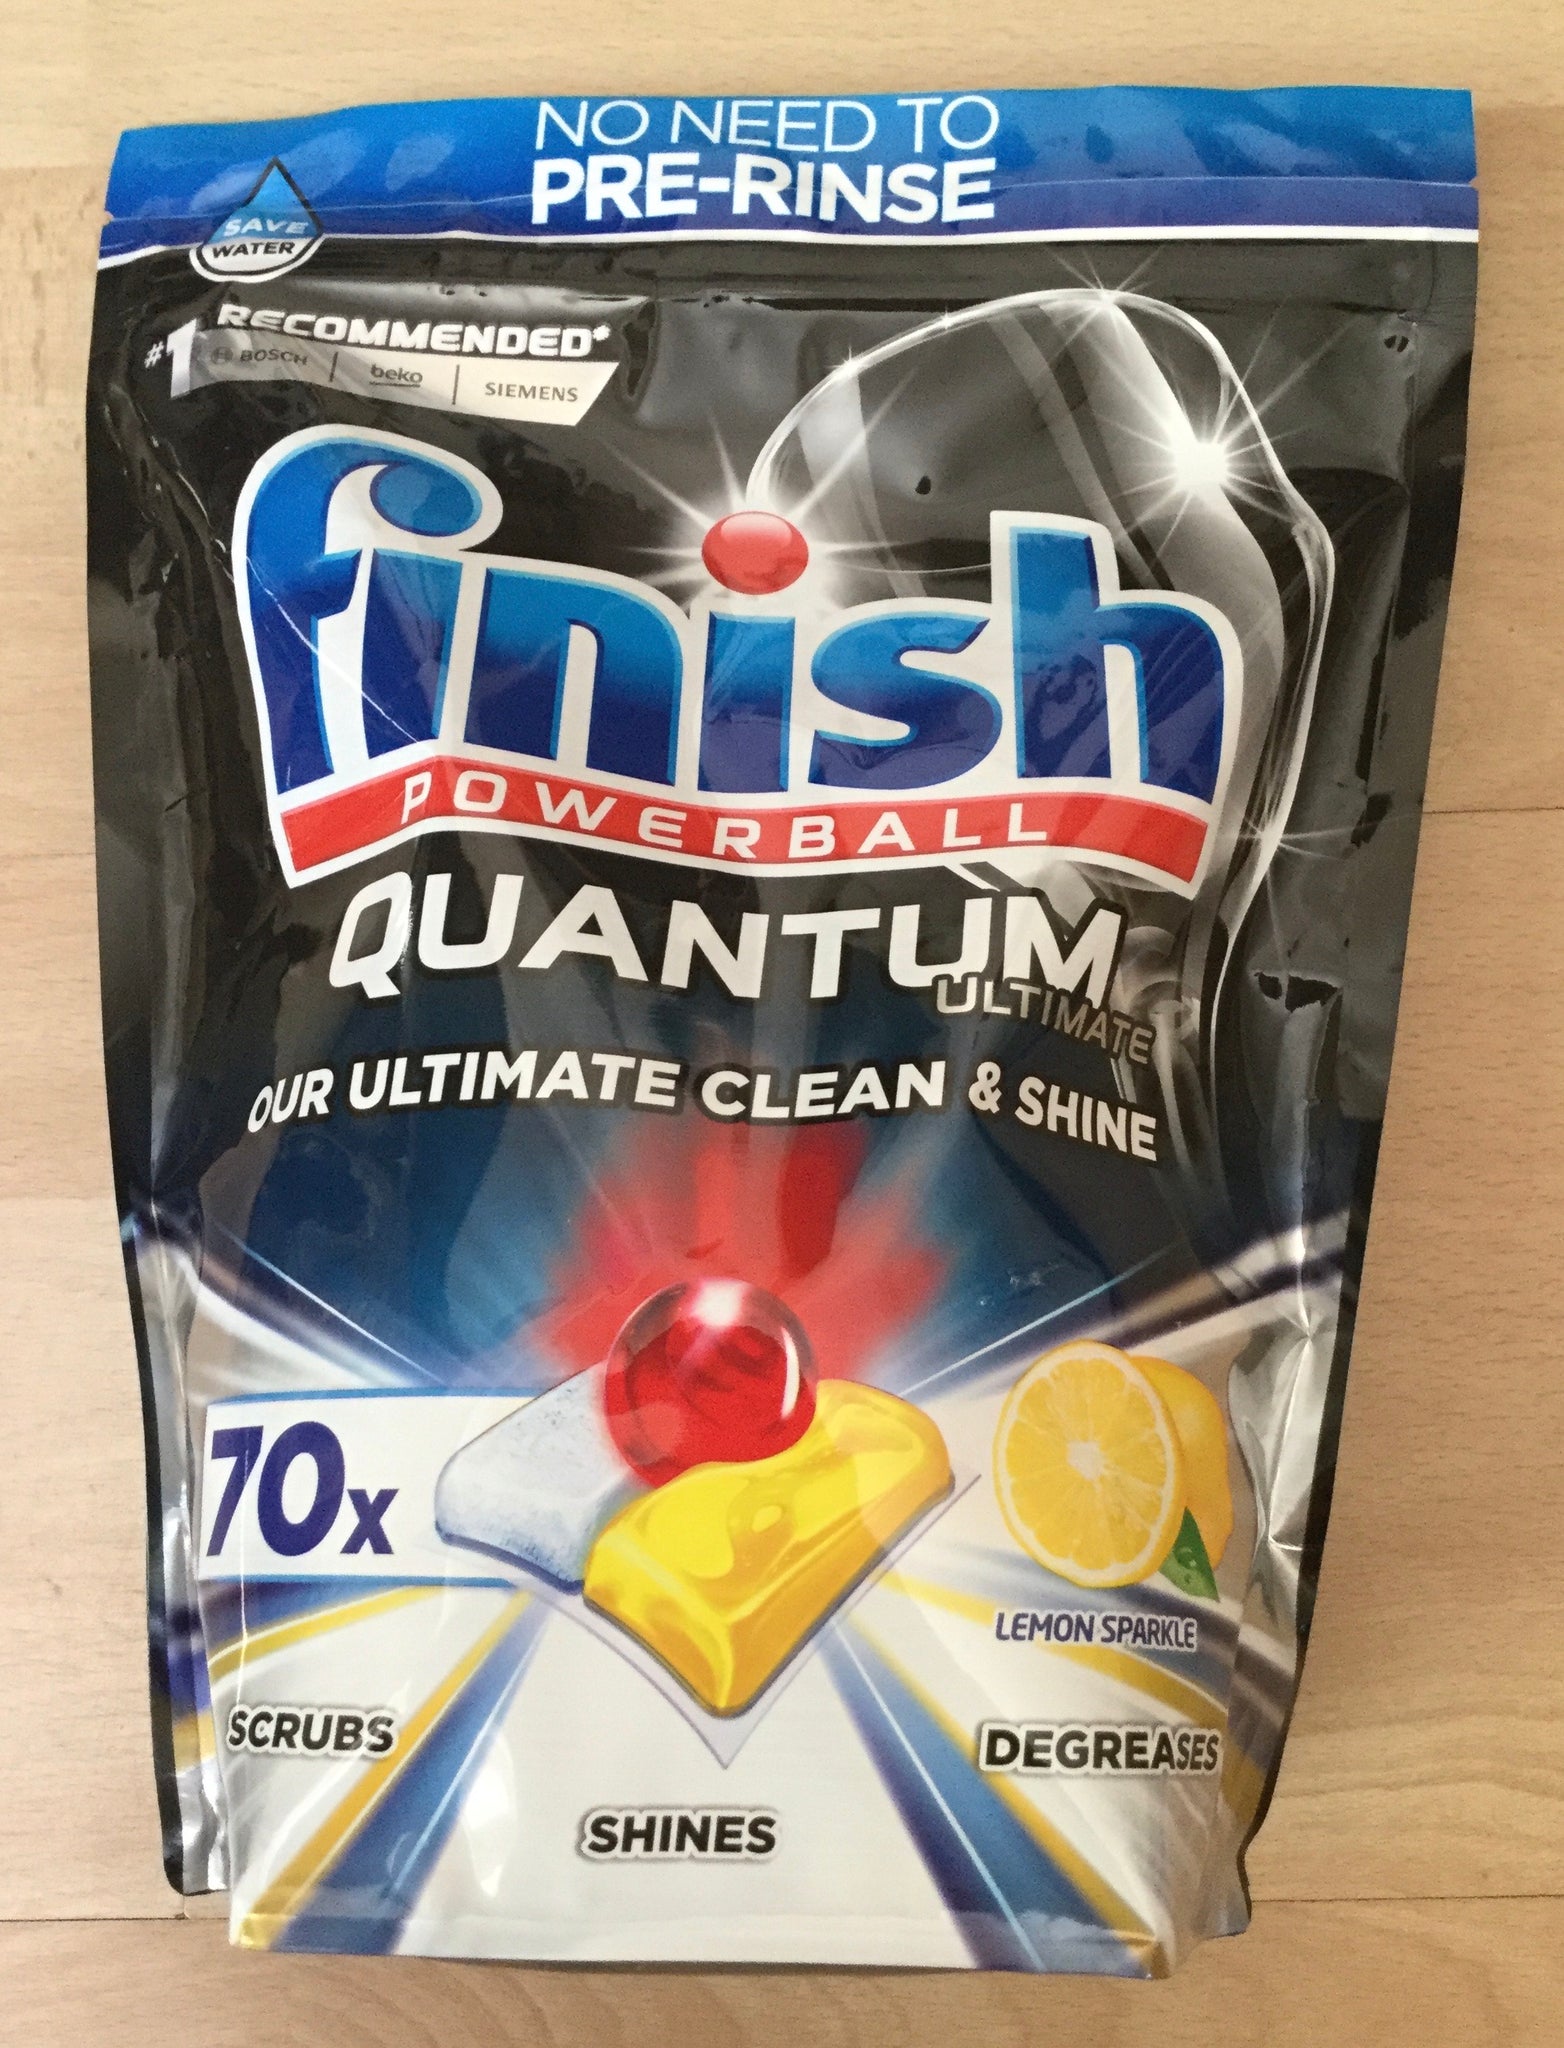 NO NEED TO
PRE-RINSE
SAVE
WATER
#1 RECOMMENDED*
BOSCH | beko | SIEMENS
finish
POWERBALL
QUANTUM
ULTIMATE
OUR ULTIMATE CLEAN & SHINE
70x
LEMON SPARKLE
SCRUBS
DEGREASES
SHINES